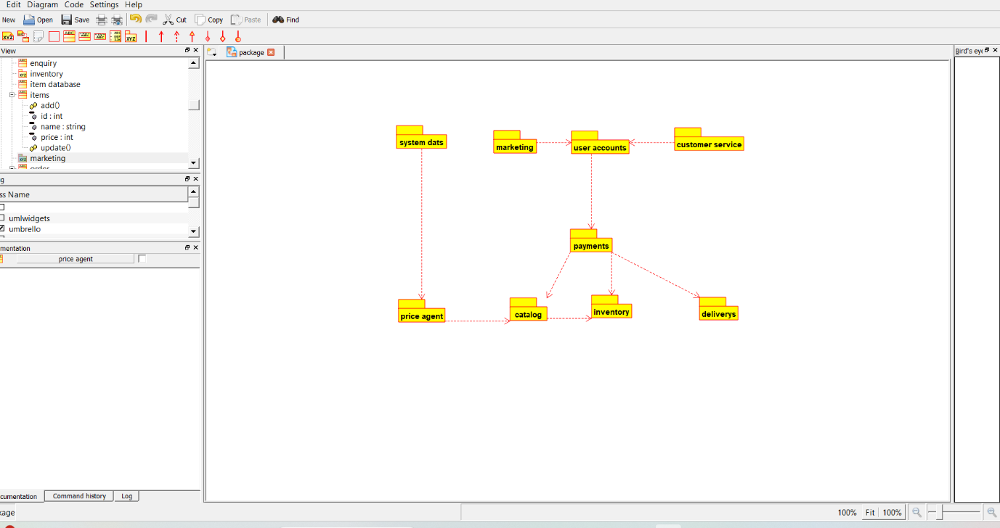 Edit Diagram Code Settings Help
New Open Save Cut Copy Paste Find
View
package
Bird's eye
enquiry
inventory
item database
items
add()
id : int
name : string
price : int
update()
marketing
order
ss Name
umlwidgets
umbrello
mentation
price agent
system dats
marketing
user accounts
customer service
payments
price agent
catalog
inventory
deliverys
cumentation Command history Log
kage
100% Fit 100%